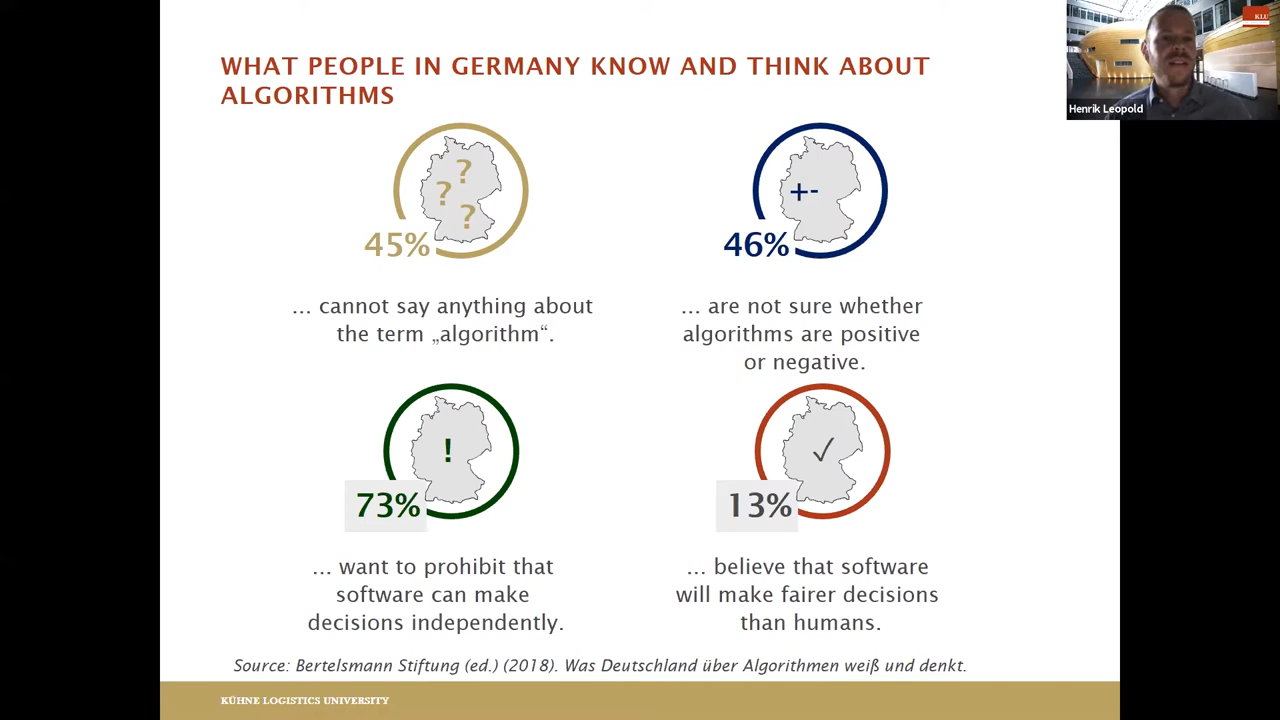 WHAT PEOPLE IN GERMANY KNOW AND THINK ABOUT
ALGORITHMS
KLU
Henrik Leopold
?
?
?
45%
… cannot say anything about
the term „algorithm“.
+-
46%
… are not sure whether
algorithms are positive
or negative.
!
73%
… want to prohibit that
software can make
decisions independently.
✓
13%
… believe that software
will make fairer decisions
than humans.
Source: Bertelsmann Stiftung (ed.) (2018). Was Deutschland über Algorithmen weiß und denkt.
KÜHNE LOGISTICS UNIVERSITY